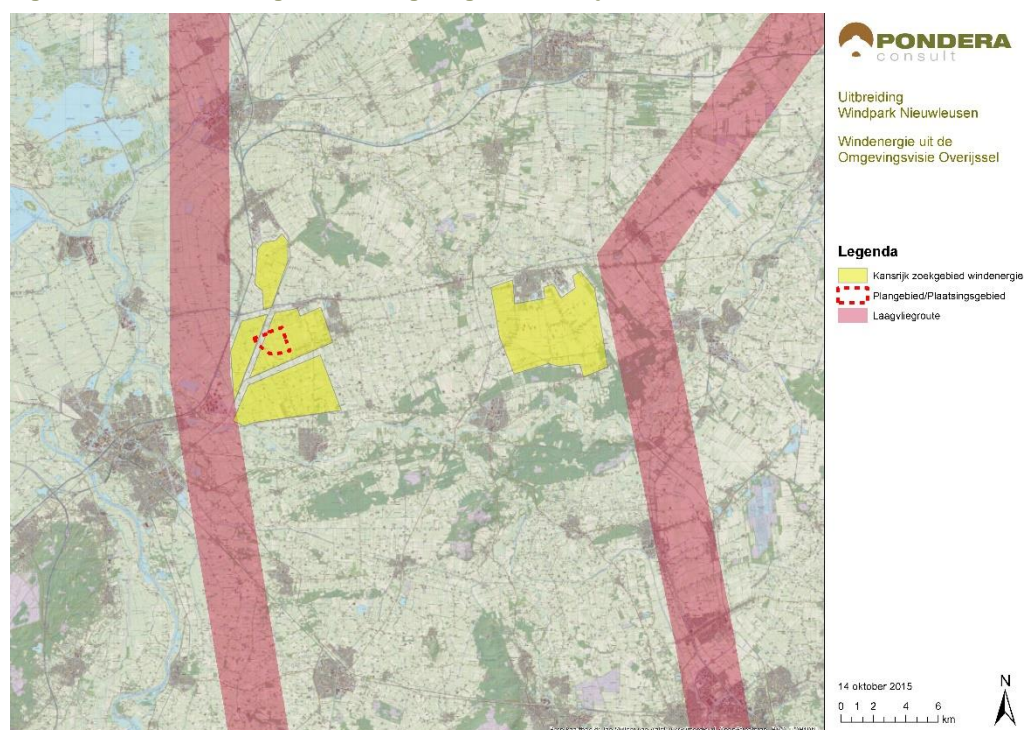 PONDERA
consult
Uitbreiding
Windpark Nieuwleusen
Windenergie uit de
Omgevingsvisie Overijssel
Legenda
Kansrijk zoekgebied windenergie
Plangebied/Plaatsingsgebied
Laagvliegroute
14 oktober 2015
N
0 1 2 4 6
km